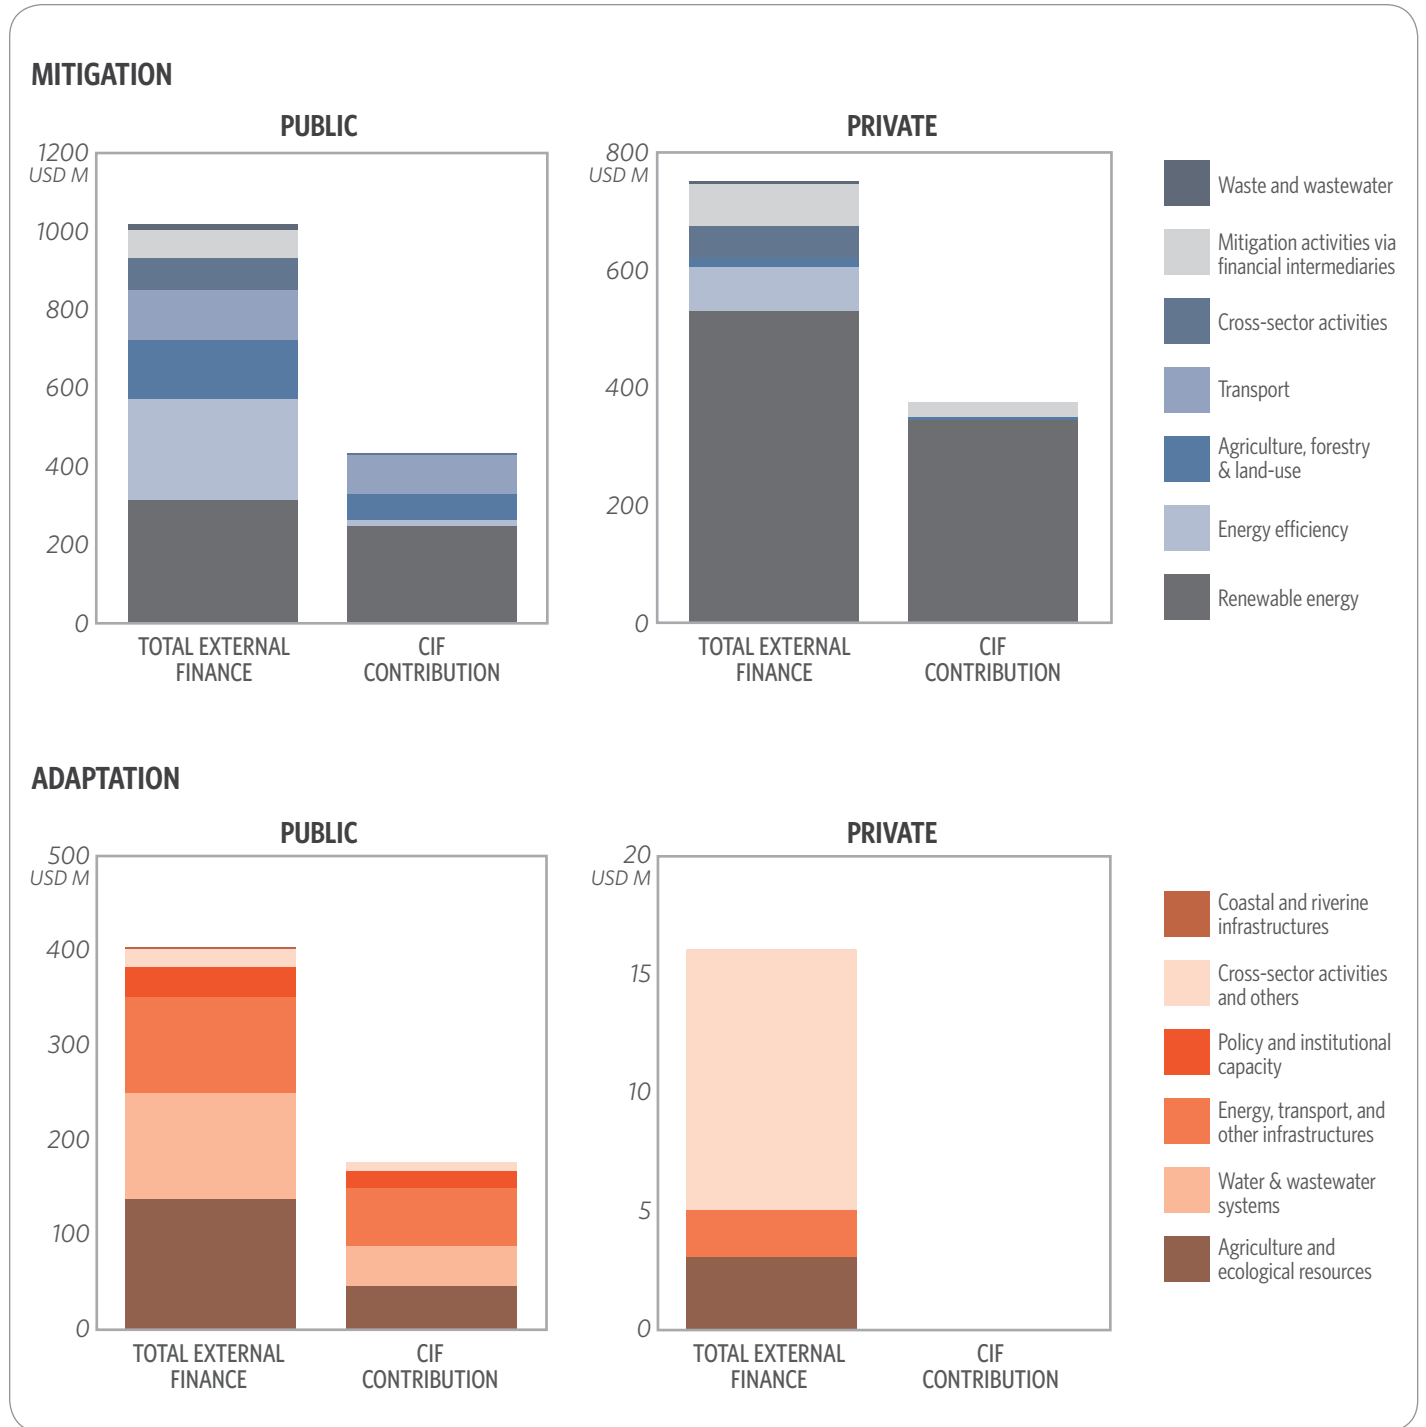 MITIGATION
PUBLIC
1200
USD M
1000
800
600
400
200
0
TOTAL EXTERNAL
FINANCE
CIF
CONTRIBUTION
PRIVATE
800
USD M
600
400
200
0
TOTAL EXTERNAL
FINANCE
CIF
CONTRIBUTION
Waste and wastewater
Mitigation activities via
financial intermediaries
Cross-sector activities
Transport
Agriculture, forestry
& land-use
Energy efficiency
Renewable energy
ADAPTATION
PUBLIC
500
USD M
400
300
200
100
0
TOTAL EXTERNAL
FINANCE
CIF
CONTRIBUTION
PRIVATE
20
USD M
15
10
5
0
TOTAL EXTERNAL
FINANCE
CIF
CONTRIBUTION
Coastal and riverine
infrastructures
Cross-sector activities
and others
Policy and institutional
capacity
Energy, transport, and
other infrastructures
Water & wastewater
systems
Agriculture and
ecological resources